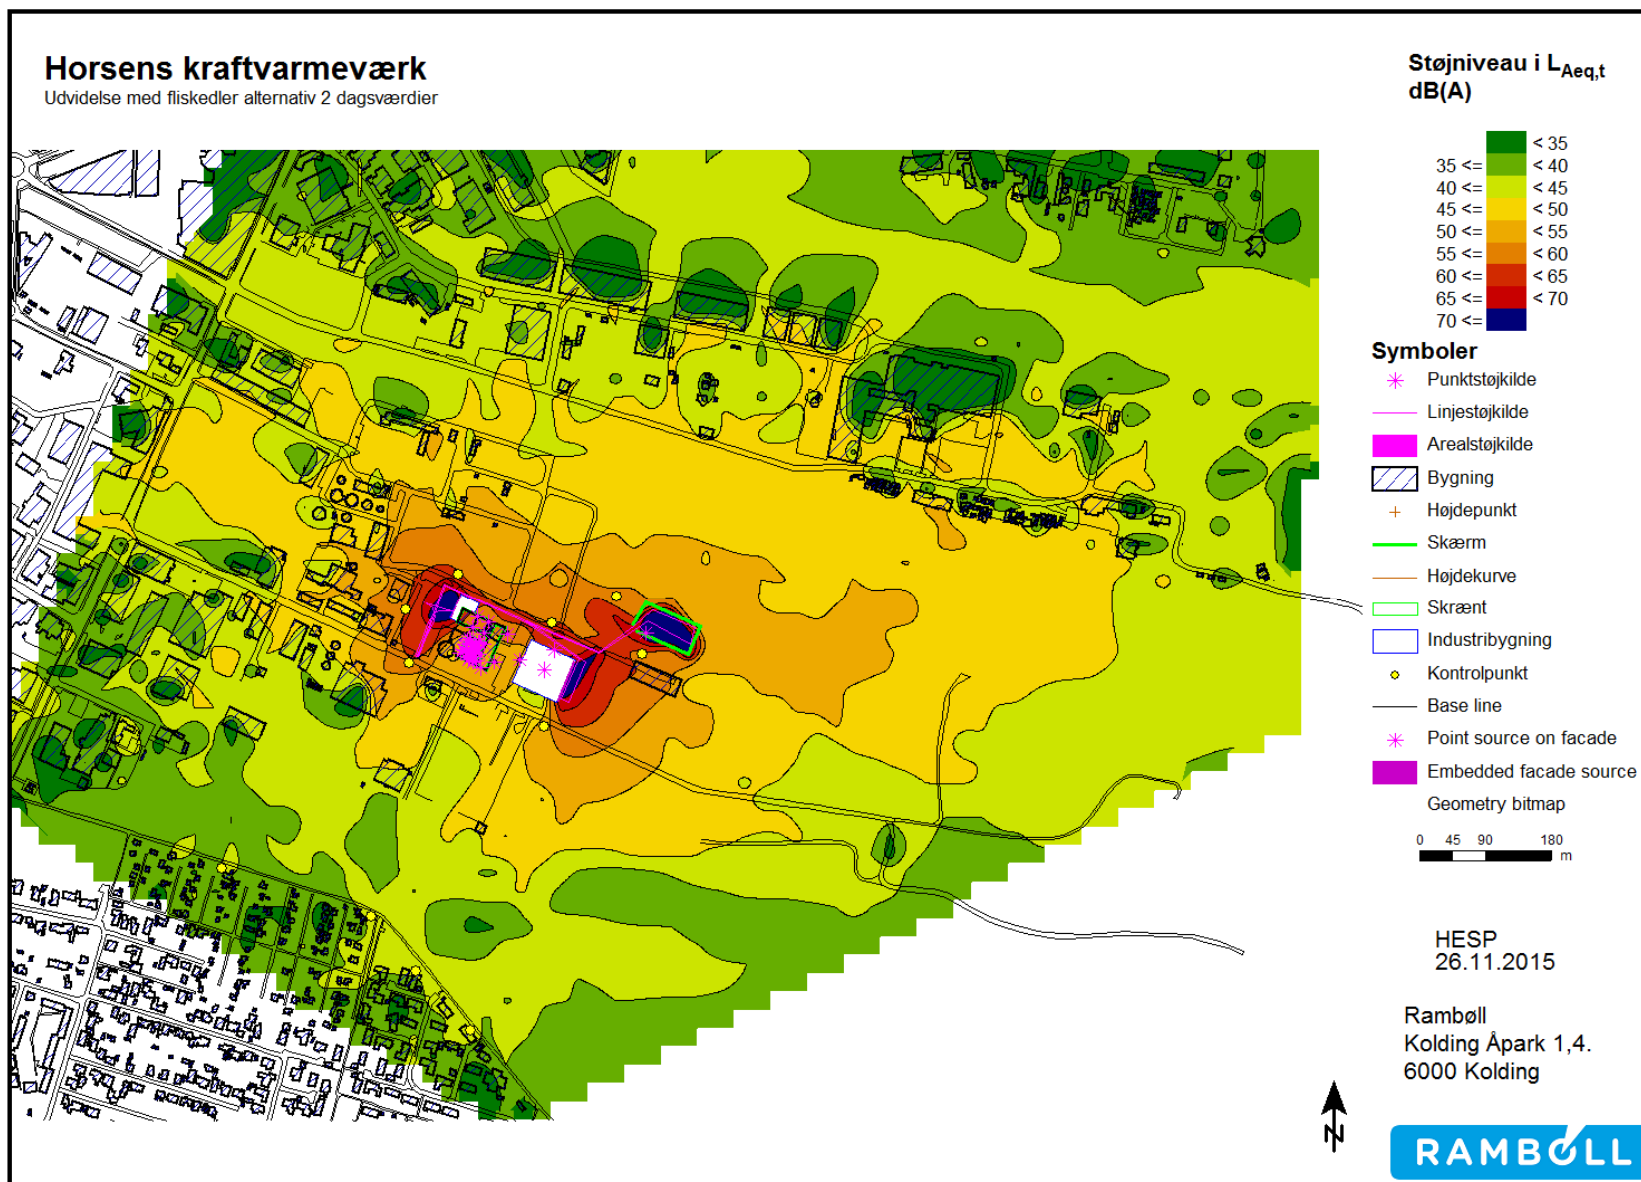 Horsens kraftvarmeværk
Udvidelse med fliskedler alternativ 2 dagsværdier
Støjniveau i LAeq,t
dB(A)
< 35
35 <= < 40
40 <= < 45
45 <= < 50
50 <= < 55
55 <= < 60
60 <= < 65
65 <= < 70
70 <=
Symboler
Punktstøjkilde
Linjestøjkilde
Arealstøjkilde
Bygning
Højdepunkt
Skærm
Højdekurve
Skrænt
Industribygning
Kontrolpunkt
Base line
Point source on facade
Embedded facade source
Geometry bitmap
0 45 90 180
m
HESP
26.11.2015
Rambøll
Kolding Åpark 1,4.
6000 Kolding
N
RAMBOLL